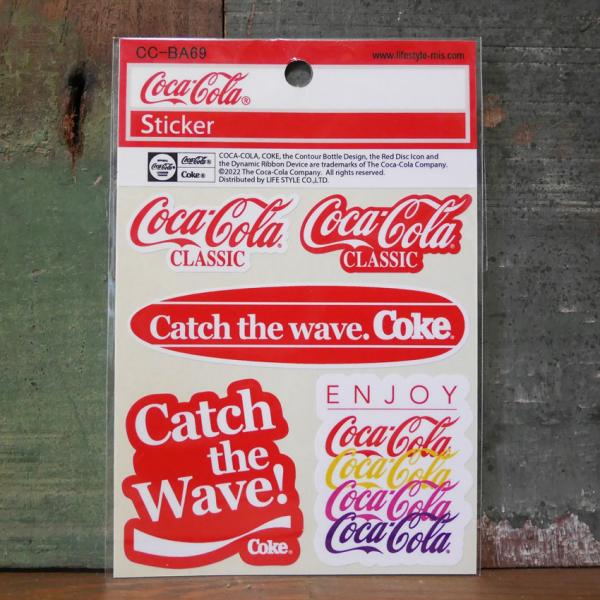 CC-BA69
www.lifestyle-mis.com
Coca-Cola®
Sticker
Coca-Cola®
Coke®
COCA-COLA, COKE, the Contour Bottle Design, the Red Disc Icon and
the Dynamic Ribbon Device are trademarks of The Coca-Cola Company.
©2022 The Coca-Cola Company. All rights reserved.
Distributed by LIFE STYLE CO.,LTD.
Coca-Cola®
CLASSIC
Coca-Cola®
CLASSIC
Catch the wave. Coke®
Catch
the
Wave!
Coke®
ENJOY
Coca-Cola
Coca-Cola
Coca-Cola
Coca-Cola®